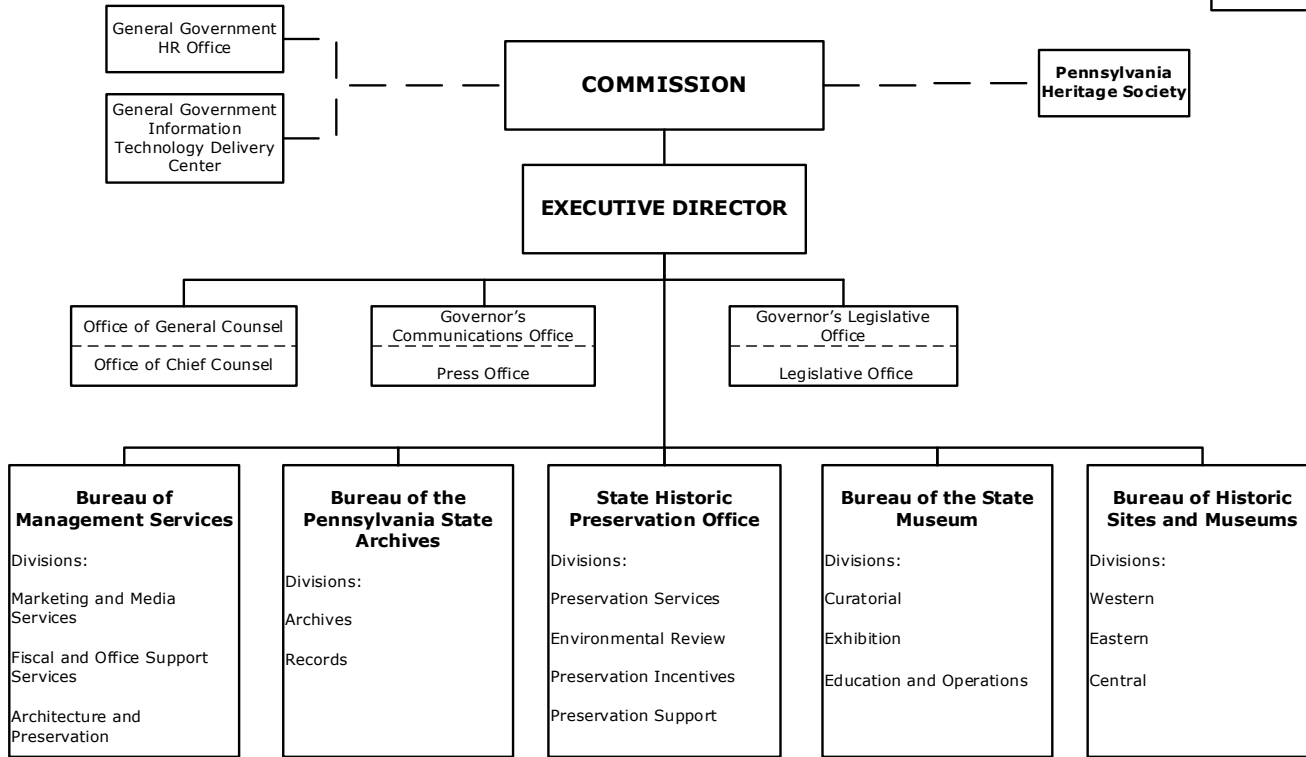 General Government
HR Office
COMMISSION
Pennsylvania
Heritage Society
General Government
Information
Technology Delivery
Center
EXECUTIVE DIRECTOR
Office of General Counsel
Office of Chief Counsel
Governor’s
Communications Office
Press Office
Governor’s Legislative
Office
Legislative Office
Bureau of
Management Services
Divisions:
Marketing and Media
Services
Fiscal and Office Support
Services
Architecture and
Preservation
Bureau of the
Pennsylvania State
Archives
Divisions:
Archives
Records
State Historic
Preservation Office
Divisions:
Preservation Services
Environmental Review
Preservation Incentives
Preservation Support
Bureau of the State
Museum
Divisions:
Curatorial
Exhibition
Education and Operations
Bureau of Historic
Sites and Museums
Divisions:
Western
Eastern
Central